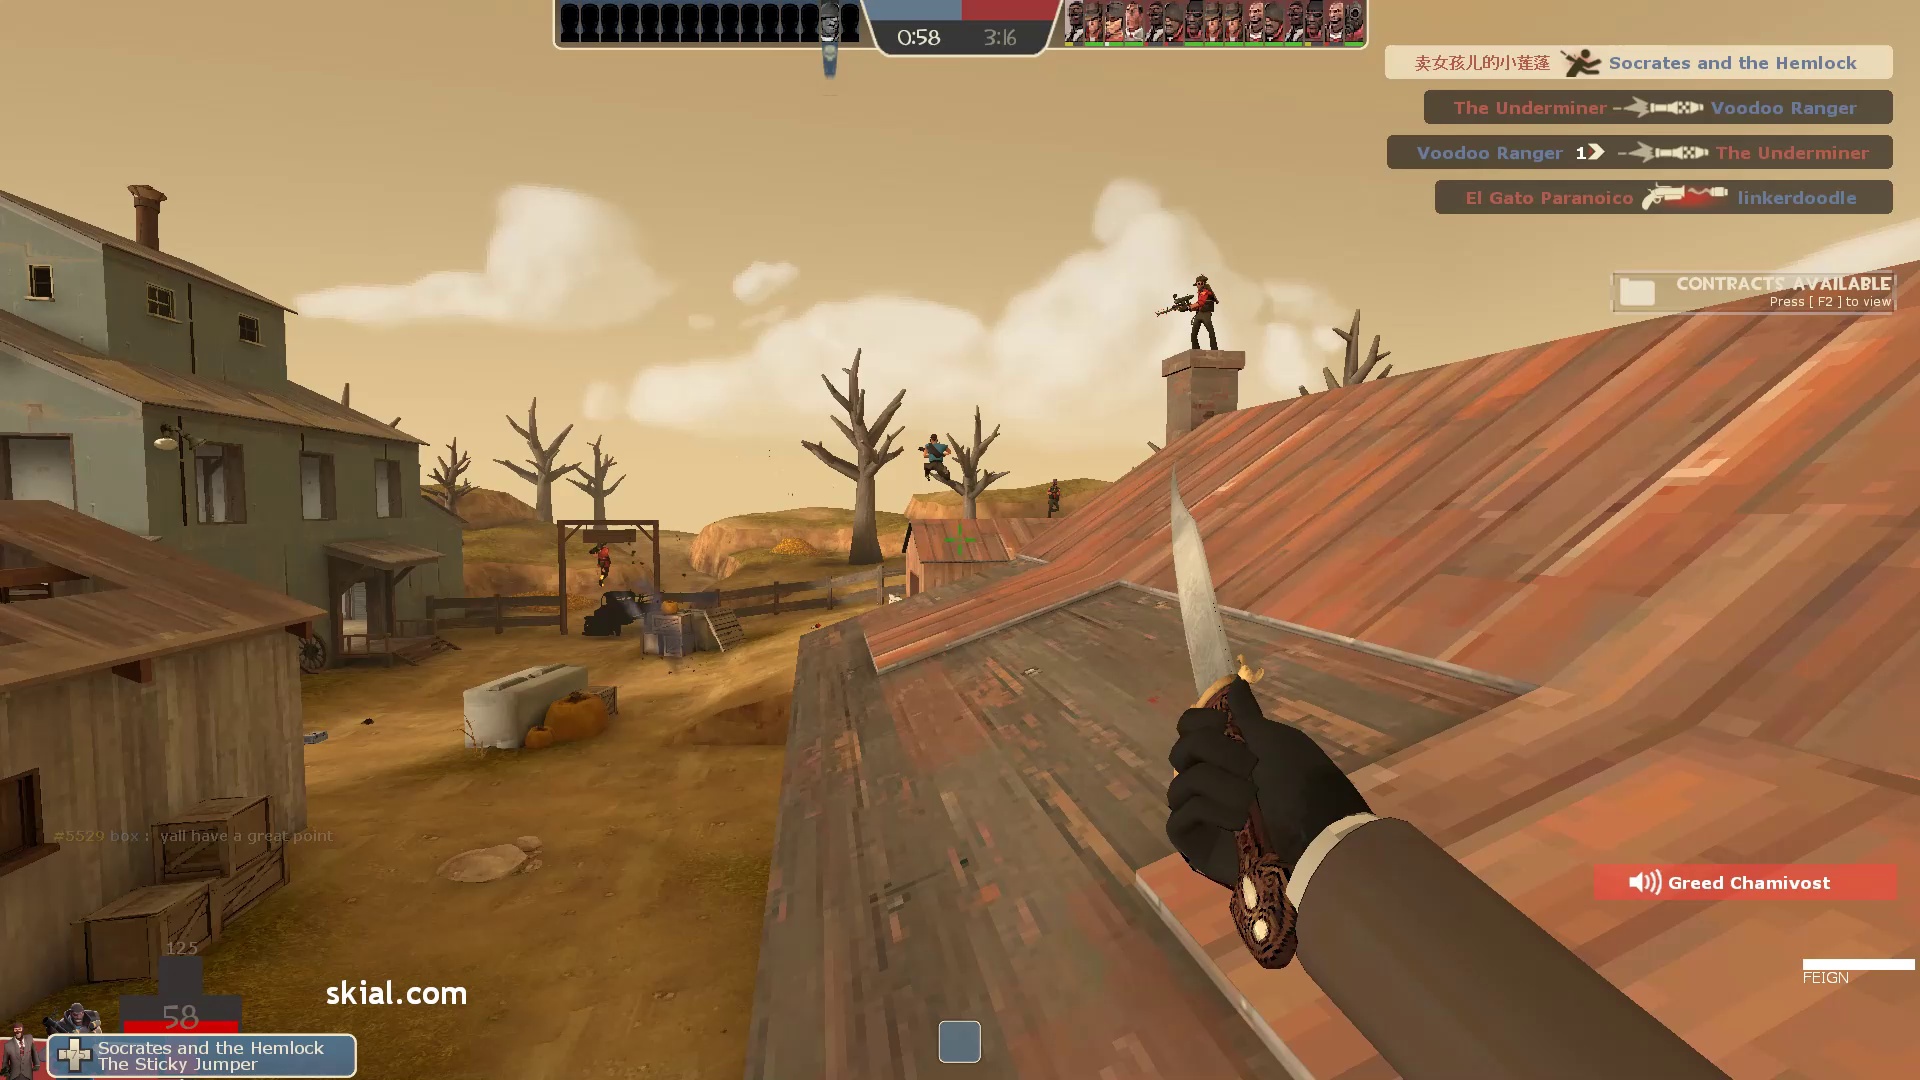 0:58 3:16
卖女孩儿的小莲蓬 Socrates and the Hemlock
The Underminer Voodoo Ranger
Voodoo Ranger 1 The Underminer
El Gato Paranoico linkerdoodle
CONTRACTS AVAILABLE
Press [ F2 ] to view
#5529 box : yall have a great point
Greed Chamivost
125
FEIGN
skial.com
58
175
Socrates and the Hemlock
The Sticky Jumper